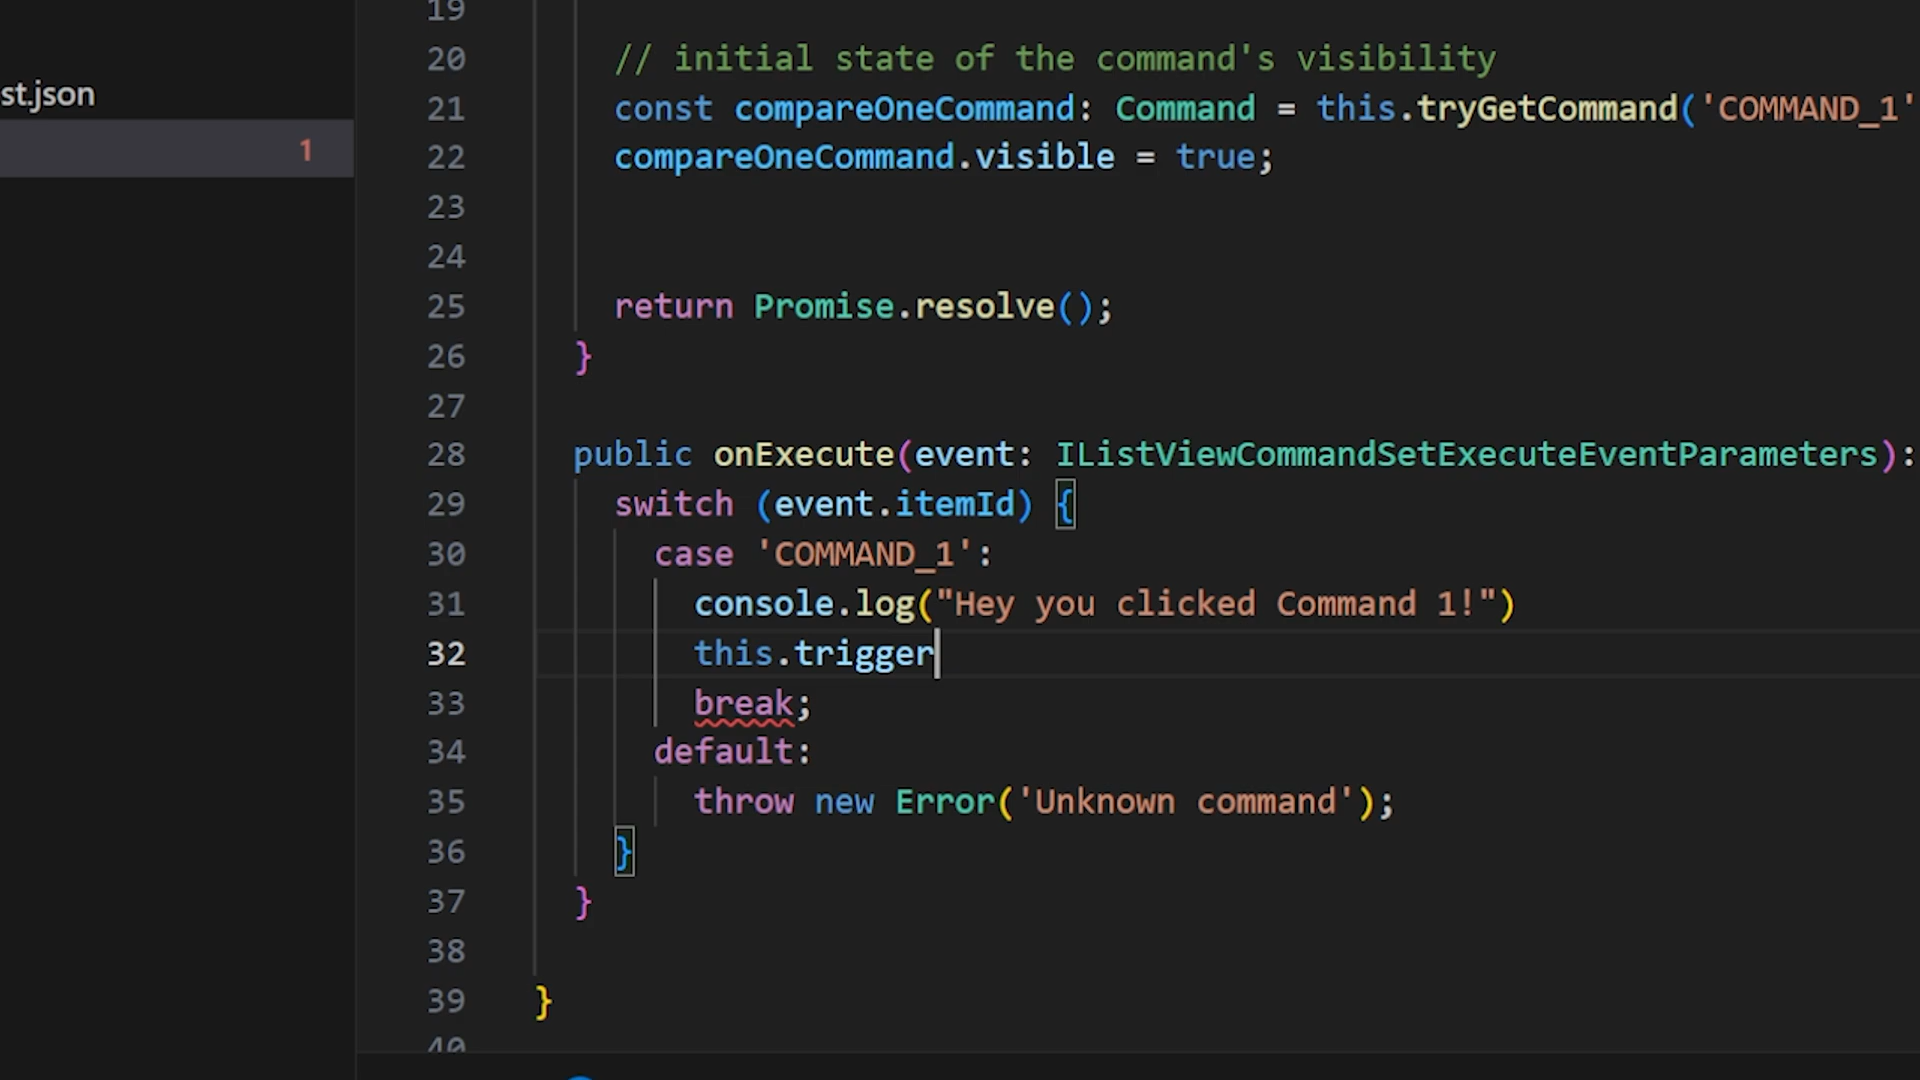 19
20 // initial state of the command's visibility
st.json
21 const compareOneCommand: Command = this.tryGetCommand('COMMAND_1'
1
22 compareOneCommand.visible = true;
23
24
25 return Promise.resolve();
26 }
27
28 public onExecute(event: IListViewCommandSetExecuteEventParameters):
29 switch (event.itemId) {
30 case 'COMMAND_1':
31 console.log("Hey you clicked Command 1!")
32 this.trigger
33 break;
34 default:
35 throw new Error('Unknown command');
36 }
37 }
38
39 }
40